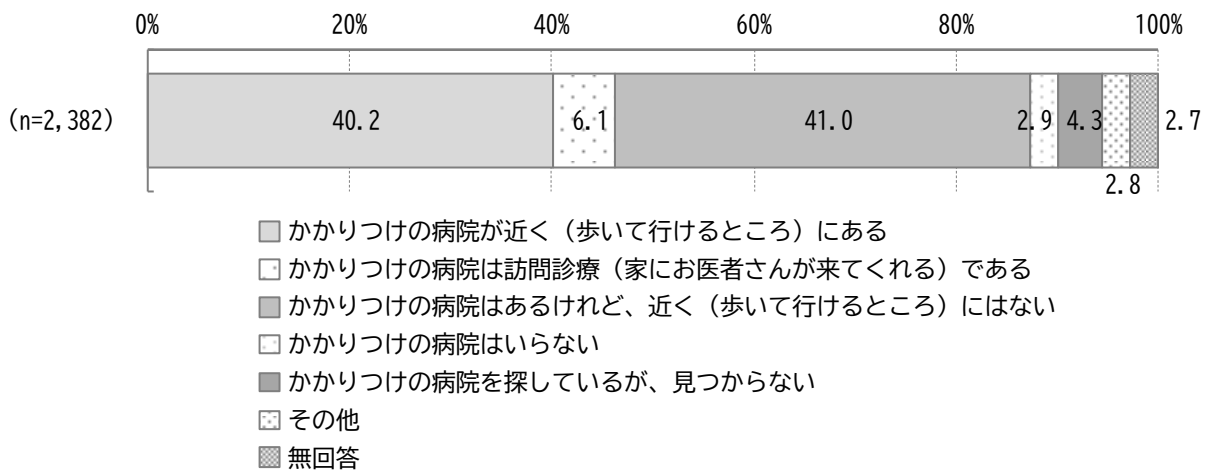 0% 20% 40% 60% 80% 100%
(n=2,382) 40.2 6.1 41.0 2.9 4.3 2.7
2.8
かかりつけの病院が近く（歩いて行けるところ）にある
かかりつけの病院は訪問診療（家にお医者さんが来てくれる）である
かかりつけの病院はあるけれど、近く（歩いて行けるところ）にはない
かかりつけの病院はいらない
かかりつけの病院を探しているが、見つからない
その他
無回答